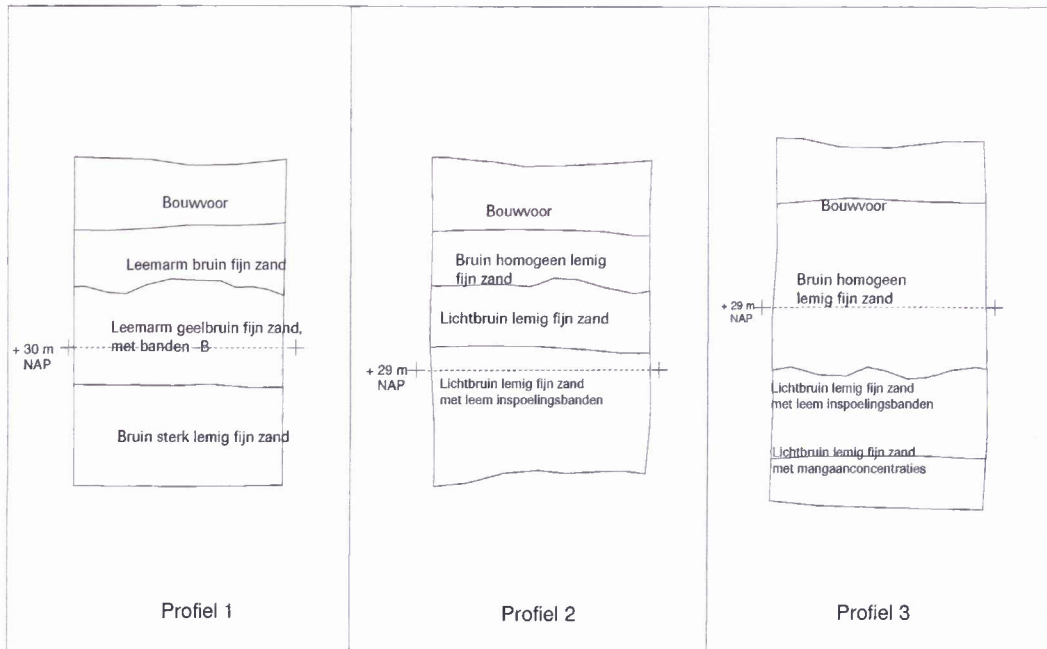 Bouwvoor
Leemarm bruin fijn zand
Leemarm geelbruin fijn zand,
met banden -B
+ 30 m
NAP
Bruin sterk lemig fijn zand
Profiel 1
Bouwvoor
Bruin homogeen lemig
fijn zand
Lichtbruin lemig fijn zand
+ 29 m
NAP
Lichtbruin lemig fijn zand
met leem inspoelingsbanden
Profiel 2
Bouwvoor
Bruin homogeen
lemig fijn zand
+ 29 m
NAP
Lichtbruin lemig fijn zand
met leem inspoelingsbanden
Lichtbruin lemig fijn zand
met mangaanconcentraties
Profiel 3